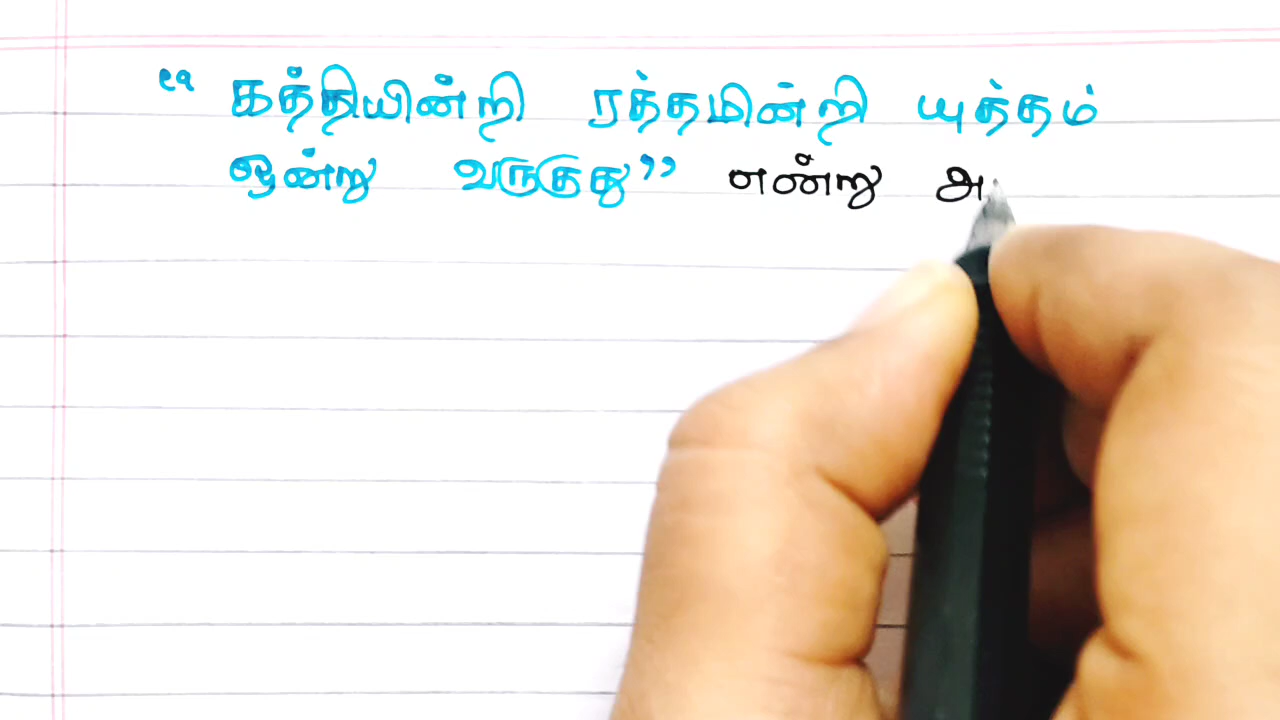 “ கத்தியின்றி ரத்தமின்றி யுத்தம்
ஒன்று வருகுது” என்று அ